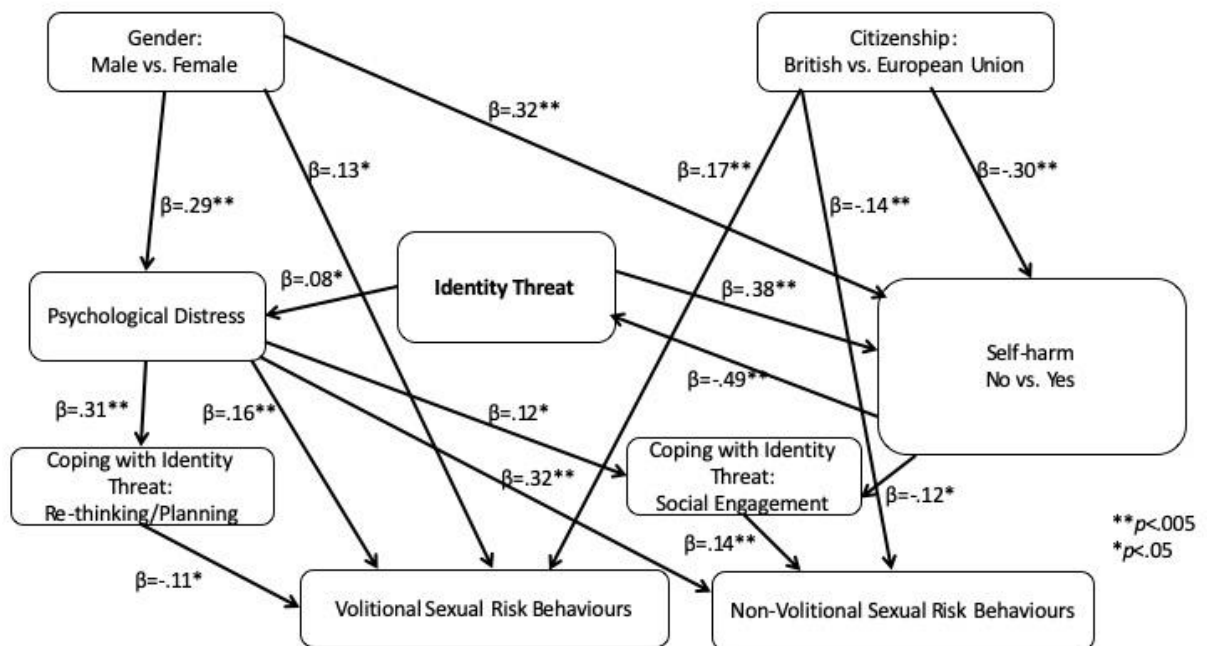 Gender:
Male vs. Female
Citizenship:
British vs. European Union
β=.32**
β=.13*
β=.17**
β=-.30**
β=.29**
β=-.14**
β=.08*
Identity Threat
β=.38**
Psychological Distress
Self-harm
No vs. Yes
β=-.49**
β=.31**
β=.16**
β=.12*
Coping with Identity
Threat:
Re-thinking/Planning
Coping with Identity
Threat:
Social Engagement
β=.32**
β=-.12*
**p<.005
*p<.05
β=.14**
β=-.11*
Volitional Sexual Risk Behaviours
Non-Volitional Sexual Risk Behaviours